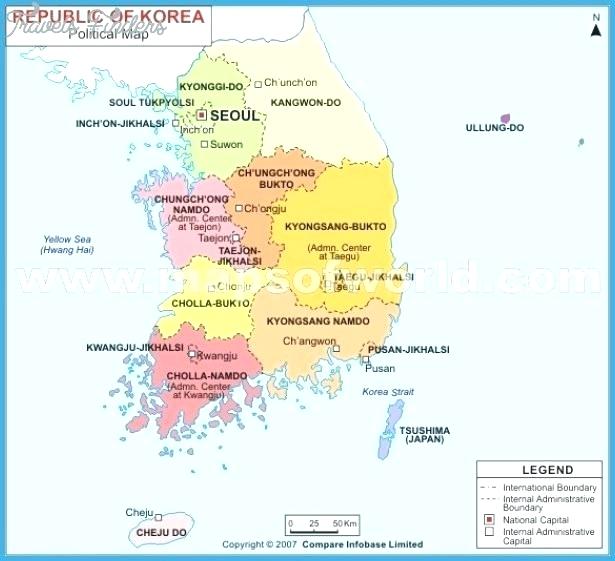 REPUBLIC OF KOREA
Travels Finders
Political Map
KYONGGI-DO
Ch'unch'on
SOUL TUKPYOLSI
KANGWON-DO
SEOUL
INCH'ON-JIKHALSI
Inch'on
ULLUNG-DO
Suwon
CH'UNGCH'ONG
BUKTO
CHUNGCH'ONG
NAMDO
(Admn. Center
at Taejon)
Ch'ongju
KYONGSANG-BUKTO
Taejon
(Admn. Center
at Taegu)
Yellow Sea
(Hwang Hai)
TAEJON-
JIKHALSI
www.mapsofworld.com
TAEGU-JIKHALSI
Taegu
Chonju
CHOLLA-BUKTO
KYONGSANG NAMDO
Ch'angwon
KWANGJU-JIKHALSI
Kwangju
PUSAN-JIKHALSI
Pusan
CHOLLA-NAMDO
(Admn. Center
at Kwangju)
Korea Strait
TSUSHIMA
(JAPAN)
LEGEND
International Boundary
Internal Administrative
Boundary
National Capital
Internal Administrative
Capital
Cheju
CHEJU DO
0 25 50 Km
Copyright © 2007 Compare Infobase Limited